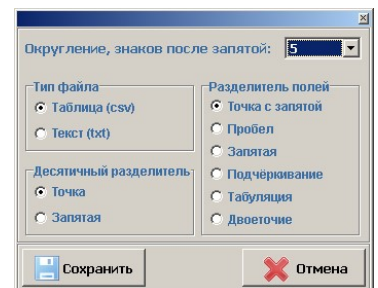 Округление, знаков после запятой: 5
Тип файла
Таблица (csv)
Текст (txt)
Десятичный разделитель
Точка
Запятая
Разделитель полей
Точка с запятой
Пробел
Запятая
Подчёркивание
Табуляция
Двоеточие
Сохранить
Отмена